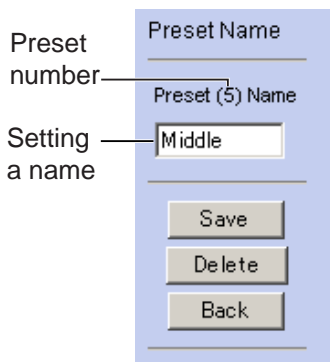 Preset Name
Preset
number
Preset (5) Name
Setting
a name
Middle
Save
Delete
Back